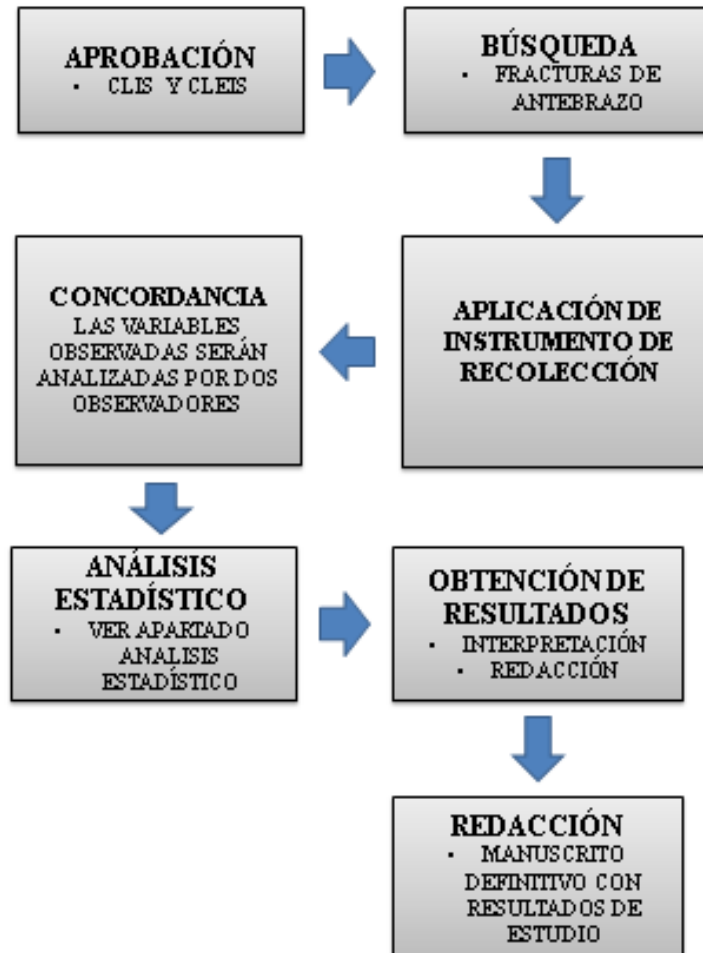 APROBACIÓN
• CLIS Y CLEIS
BÚSQUEDA
• FRACTURAS DE
ANTEBRAZO
APLICACIÓN DE
INSTRUMENTO DE
RECOLECCIÓN
CONCORDANCIA
LAS VARIABLES
OBSERVADAS SERÁN
ANALIZADAS POR DOS
OBSERVADORES
ANÁLISIS
ESTADÍSTICO
• VER APARTADO
ANALISIS
ESTADÍSTICO
OBTENCIÓN DE
RESULTADOS
• INTERPRETACIÓN
• REDACCIÓN
REDACCIÓN
• MANUSCRITO
DEFINITIVO CON
RESULTADOS DE
ESTUDIO